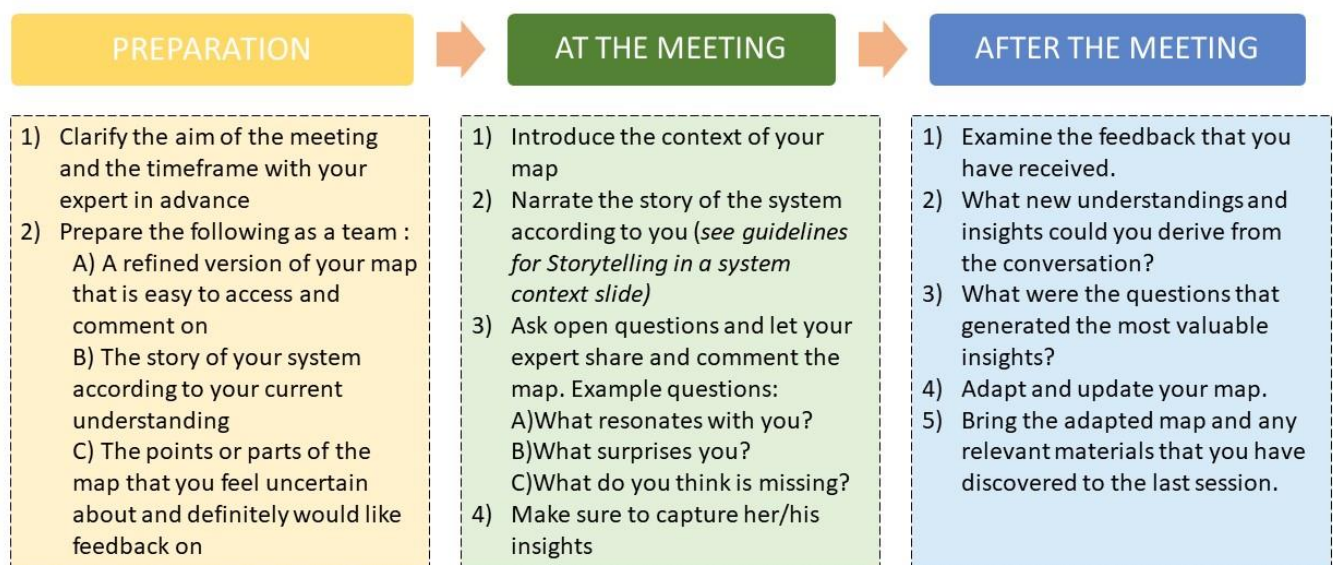 PREPARATION
AT THE MEETING
AFTER THE MEETING
1) Clarify the aim of the meeting
and the timeframe with your
expert in advance
2) Prepare the following as a team :
A) A refined version of your map
that is easy to access and
comment on
B) The story of your system
according to your current
understanding
C) The points or parts of the
map that you feel uncertain
about and definitely would like
feedback on
1) Introduce the context of your
map
2) Narrate the story of the system
according to you (see guidelines
for Storytelling in a system
context slide)
3) Ask open questions and let your
expert share and comment the
map. Example questions:
A)What resonates with you?
B)What surprises you?
C)What do you think is missing?
4) Make sure to capture her/his
insights
1) Examine the feedback that you
have received.
2) What new understandings and
insights could you derive from
the conversation?
3) What were the questions that
generated the most valuable
insights?
4) Adapt and update your map.
5) Bring the adapted map and any
relevant materials that you have
discovered to the last session.